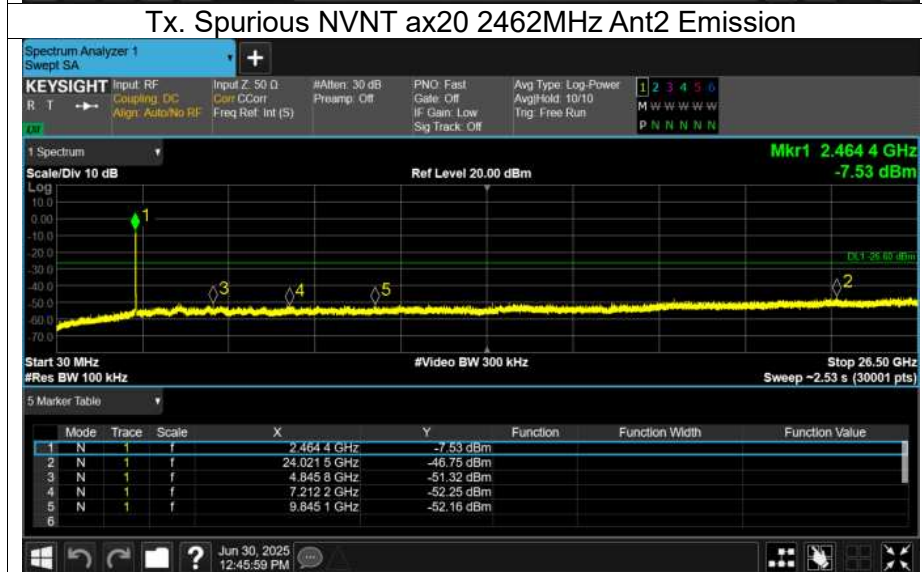 Tx. Spurious NVNT ax20 2462MHz Ant2 Emission
Spectrum Analyzer 1
Swept SA
+
KEYSIGHT Input: RF Input Z: 50 Ω #Atten: 30 dB PNO: Fast Avg Type: Log-Power 1 2 3 4 5 6
R T Coupling: DC Corr CCorr Preamp: Off Gate: Off Avg|Hold: 10/10 M W W W W W
Align: Auto/No RF Freq Ref: Int (S) IF Gain: Low Trig: Free Run
Sig Track: Off P N N N N N
LXI
1 Spectrum Mkr1 2.464 4 GHz
Scale/Div 10 dB Ref Level 20.00 dBm -7.53 dBm
Log
10.0
1
0.00
-10.0
-20.0
DL1 -26.60 dBm
-30.0
-40.0
3 4 5 2
-50.0
-60.0
-70.0
Start 30 MHz #Video BW 300 kHz Stop 26.50 GHz
#Res BW 100 kHz Sweep ~2.53 s (30001 pts)
5 Marker Table
Mode Trace Scale X Y Function Function Width Function Value
1 N 1 f 2.464 4 GHz -7.53 dBm
2 N 1 f 24.021 5 GHz -46.75 dBm
3 N 1 f 4.845 8 GHz -51.32 dBm
4 N 1 f 7.212 2 GHz -52.25 dBm
5 N 1 f 9.845 1 GHz -52.16 dBm
6
? Jun 30, 2025
12:45:59 PM